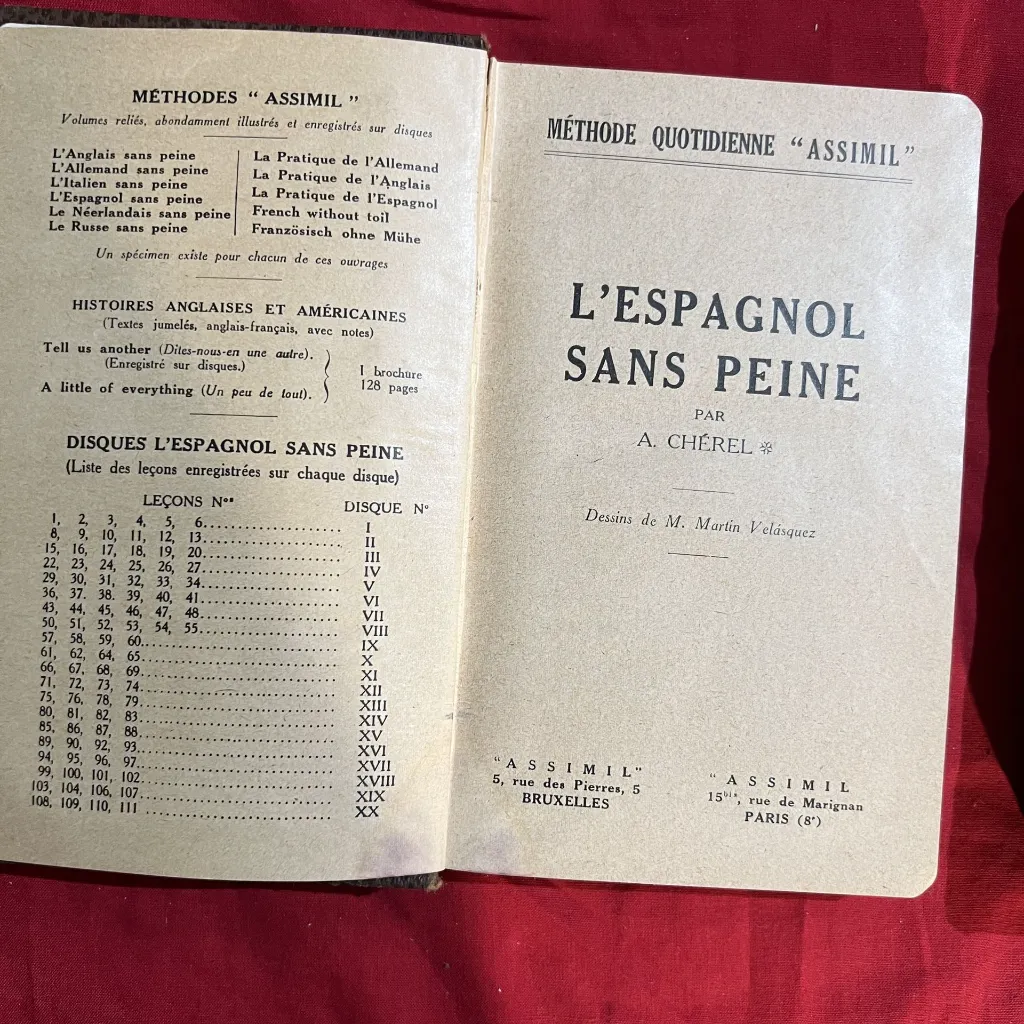 MÉTHODES “ ASSIMIL ”
Volumes reliés, abondamment illustrés et enregistrés sur disques
L'Anglais sans peine
L'Allemand sans peine
L'Italien sans peine
L'Espagnol sans peine
Le Néerlandais sans peine
Le Russe sans peine
La Pratique de l'Allemand
La Pratique de l'Anglais
La Pratique de l'Espagnol
French without toil
Französisch ohne Mühe
Un spécimen existe pour chacun de ces ouvrages
HISTOIRES ANGLAISES ET AMÉRICAINES
(Textes jumelés, anglais-français, avec notes)
Tell us another (Dites-nous-en une autre).
(Enregistré sur disques.)
A little of everything (Un peu de tout).
1 brochure
128 pages
DISQUES L'ESPAGNOL SANS PEINE
(Liste des leçons enregistrées sur chaque disque)
LEÇONS Nos DISQUE No
1, 2, 3, 4, 5, 6. I
8, 9, 10, 11, 12, 13. II
15, 16, 17, 18, 19, 20. III
22, 23, 24, 25, 26, 27. IV
29, 30, 31, 32, 33, 34. V
36, 37. 38. 39, 40, 41. VI
43, 44, 45, 46, 47, 48. VII
50, 51, 52, 53, 54, 55. VIII
57, 58, 59, 60. IX
61, 62, 64, 65. X
66, 67, 68, 69. XI
71, 72, 73, 74. XII
75, 76, 78, 79. XIII
80, 81, 82, 83. XIV
85, 86, 87, 88. XV
89, 90, 92, 93. XVI
94, 95, 96, 97. XVII
99, 100, 101, 102. XVIII
103, 104, 106, 107. XIX
108, 109, 110, 111. XX
MÉTHODE QUOTIDIENNE “ASSIMIL”
L'ESPAGNOL
SANS PEINE
PAR
A. CHÉREL
Dessins de M. Martín Velásquez
“ASSIMIL”
5, rue des Pierres, 5
BRUXELLES
“ ASSIMIL
15bis, rue de Marignan
PARIS (8e)